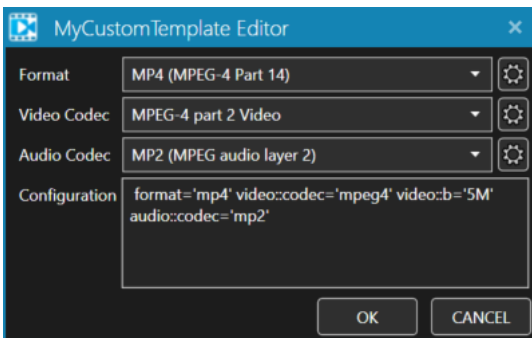 MyCustomTemplate Editor
Format MP4 (MPEG-4 Part 14)
Video Codec MPEG-4 part 2 Video
Audio Codec MP2 (MPEG audio layer 2)
Configuration format='mp4' video::codec='mpeg4' video::b='5M'
audio::codec='mp2'
OK CANCEL